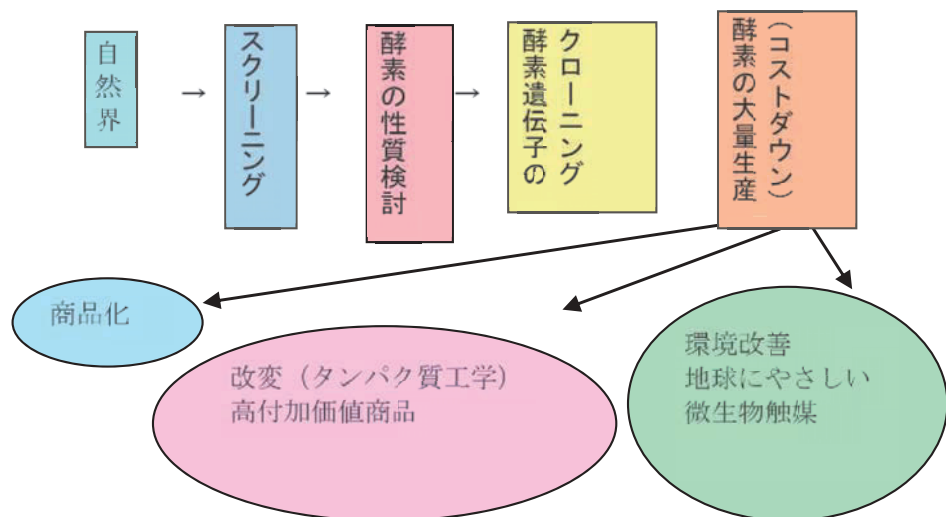 自然界
→
スクリーニング
→
酵素の性質検討
→
酵素遺伝子の
クローニング
酵素の大量生産
（コストダウン）
商品化
改変（タンパク質工学）
高付加価値商品
環境改善
地球にやさしい
微生物触媒